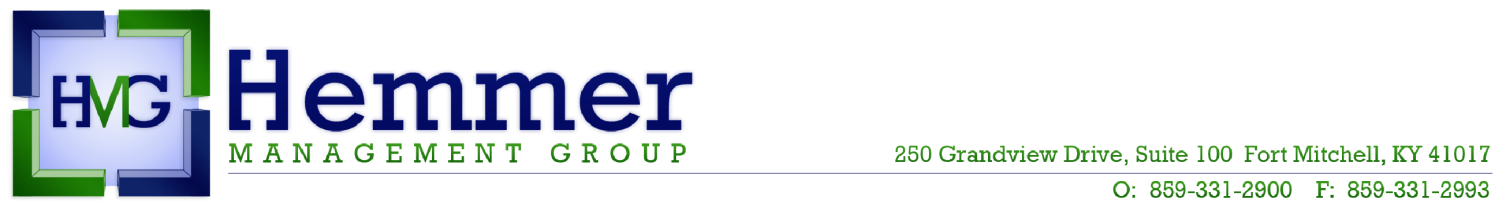 HMG
Hemmer
MANAGEMENT GROUP
250 Grandview Drive, Suite 100  Fort Mitchell, KY 41017
O:  859-331-2900    F:  859-331-2993